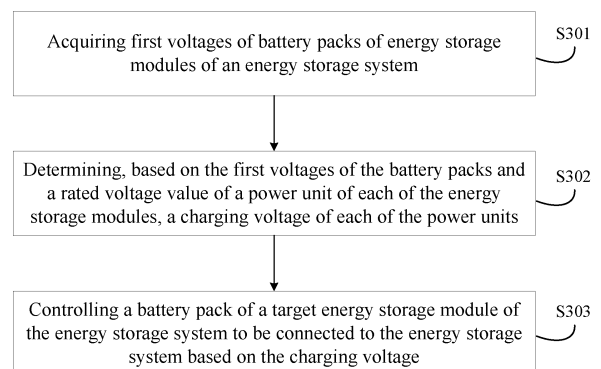 Acquiring first voltages of battery packs of energy storage
modules of an energy storage system
S301
Determining, based on the first voltages of the battery packs and
a rated voltage value of a power unit of each of the energy
storage modules, a charging voltage of each of the power units
S302
Controlling a battery pack of a target energy storage module of
the energy storage system to be connected to the energy storage
system based on the charging voltage
S303